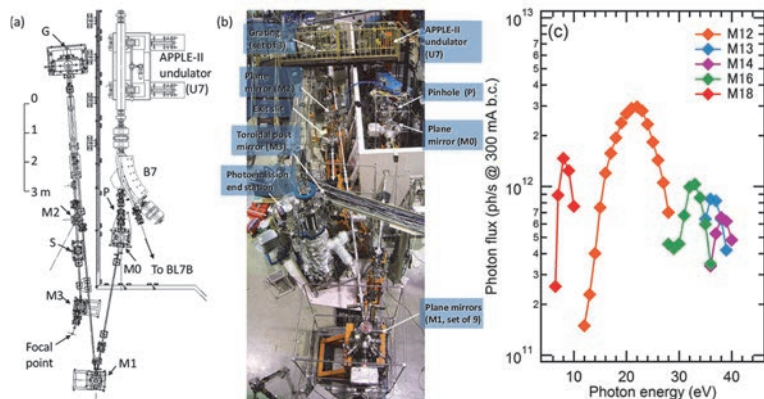 (a)
G
APPLE-II
undulator
(U7)
0
1
2
3 m
B7
P
M2
S
M0
To BL7B
M3
Focal
point
M1
(b)
Grating
(set of 3)
APPLE-II
undulator
(U7)
Plane
mirror (M2)
Exit slit
Pinhole (P)
Toroidal post
mirror (M3)
Plane
mirror (M0)
Photoemission
end station
Plane mirrors
(M1, set of 9)
(c)
M12
M13
M14
M16
M18
Photon flux (ph/s @ 300 mA b.c.)
10¹³
9
8
7
6
5
4
3
2
10¹²
9
8
7
6
5
4
3
2
10¹¹
10
20
30
40
Photon energy (eV)